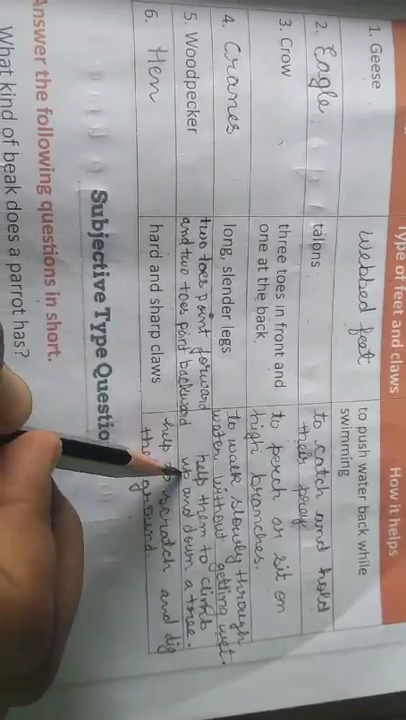 Type of feet and claws How it helps
1. Geese webbed feet to push water back while
swimming
2. Eagle talons to catch and hold
their prey
3. Crow three toes in front and to perch or sit on
one at the back high branches.
4. Cranes long, slender legs to walk slowly through
water without getting wet.
5. Woodpecker two toes point forward help them to climb
and two toes point backward up and down a tree.
6. Hen hard and sharp claws help to scratch and dig
the ground
Subjective Type Questio
Answer the following questions in short.
What kind of beak does a parrot has?